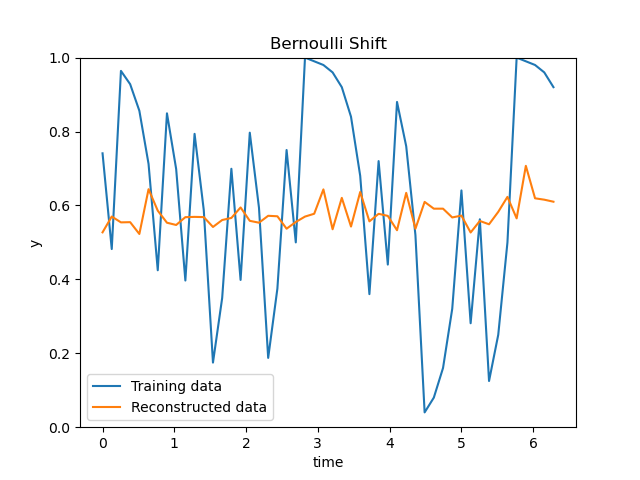 Bernoulli Shift
1.0
0.8
0.6
0.4
0.2
0.0
y
Training data
Reconstructed data
0 1 2 3 4 5 6
time